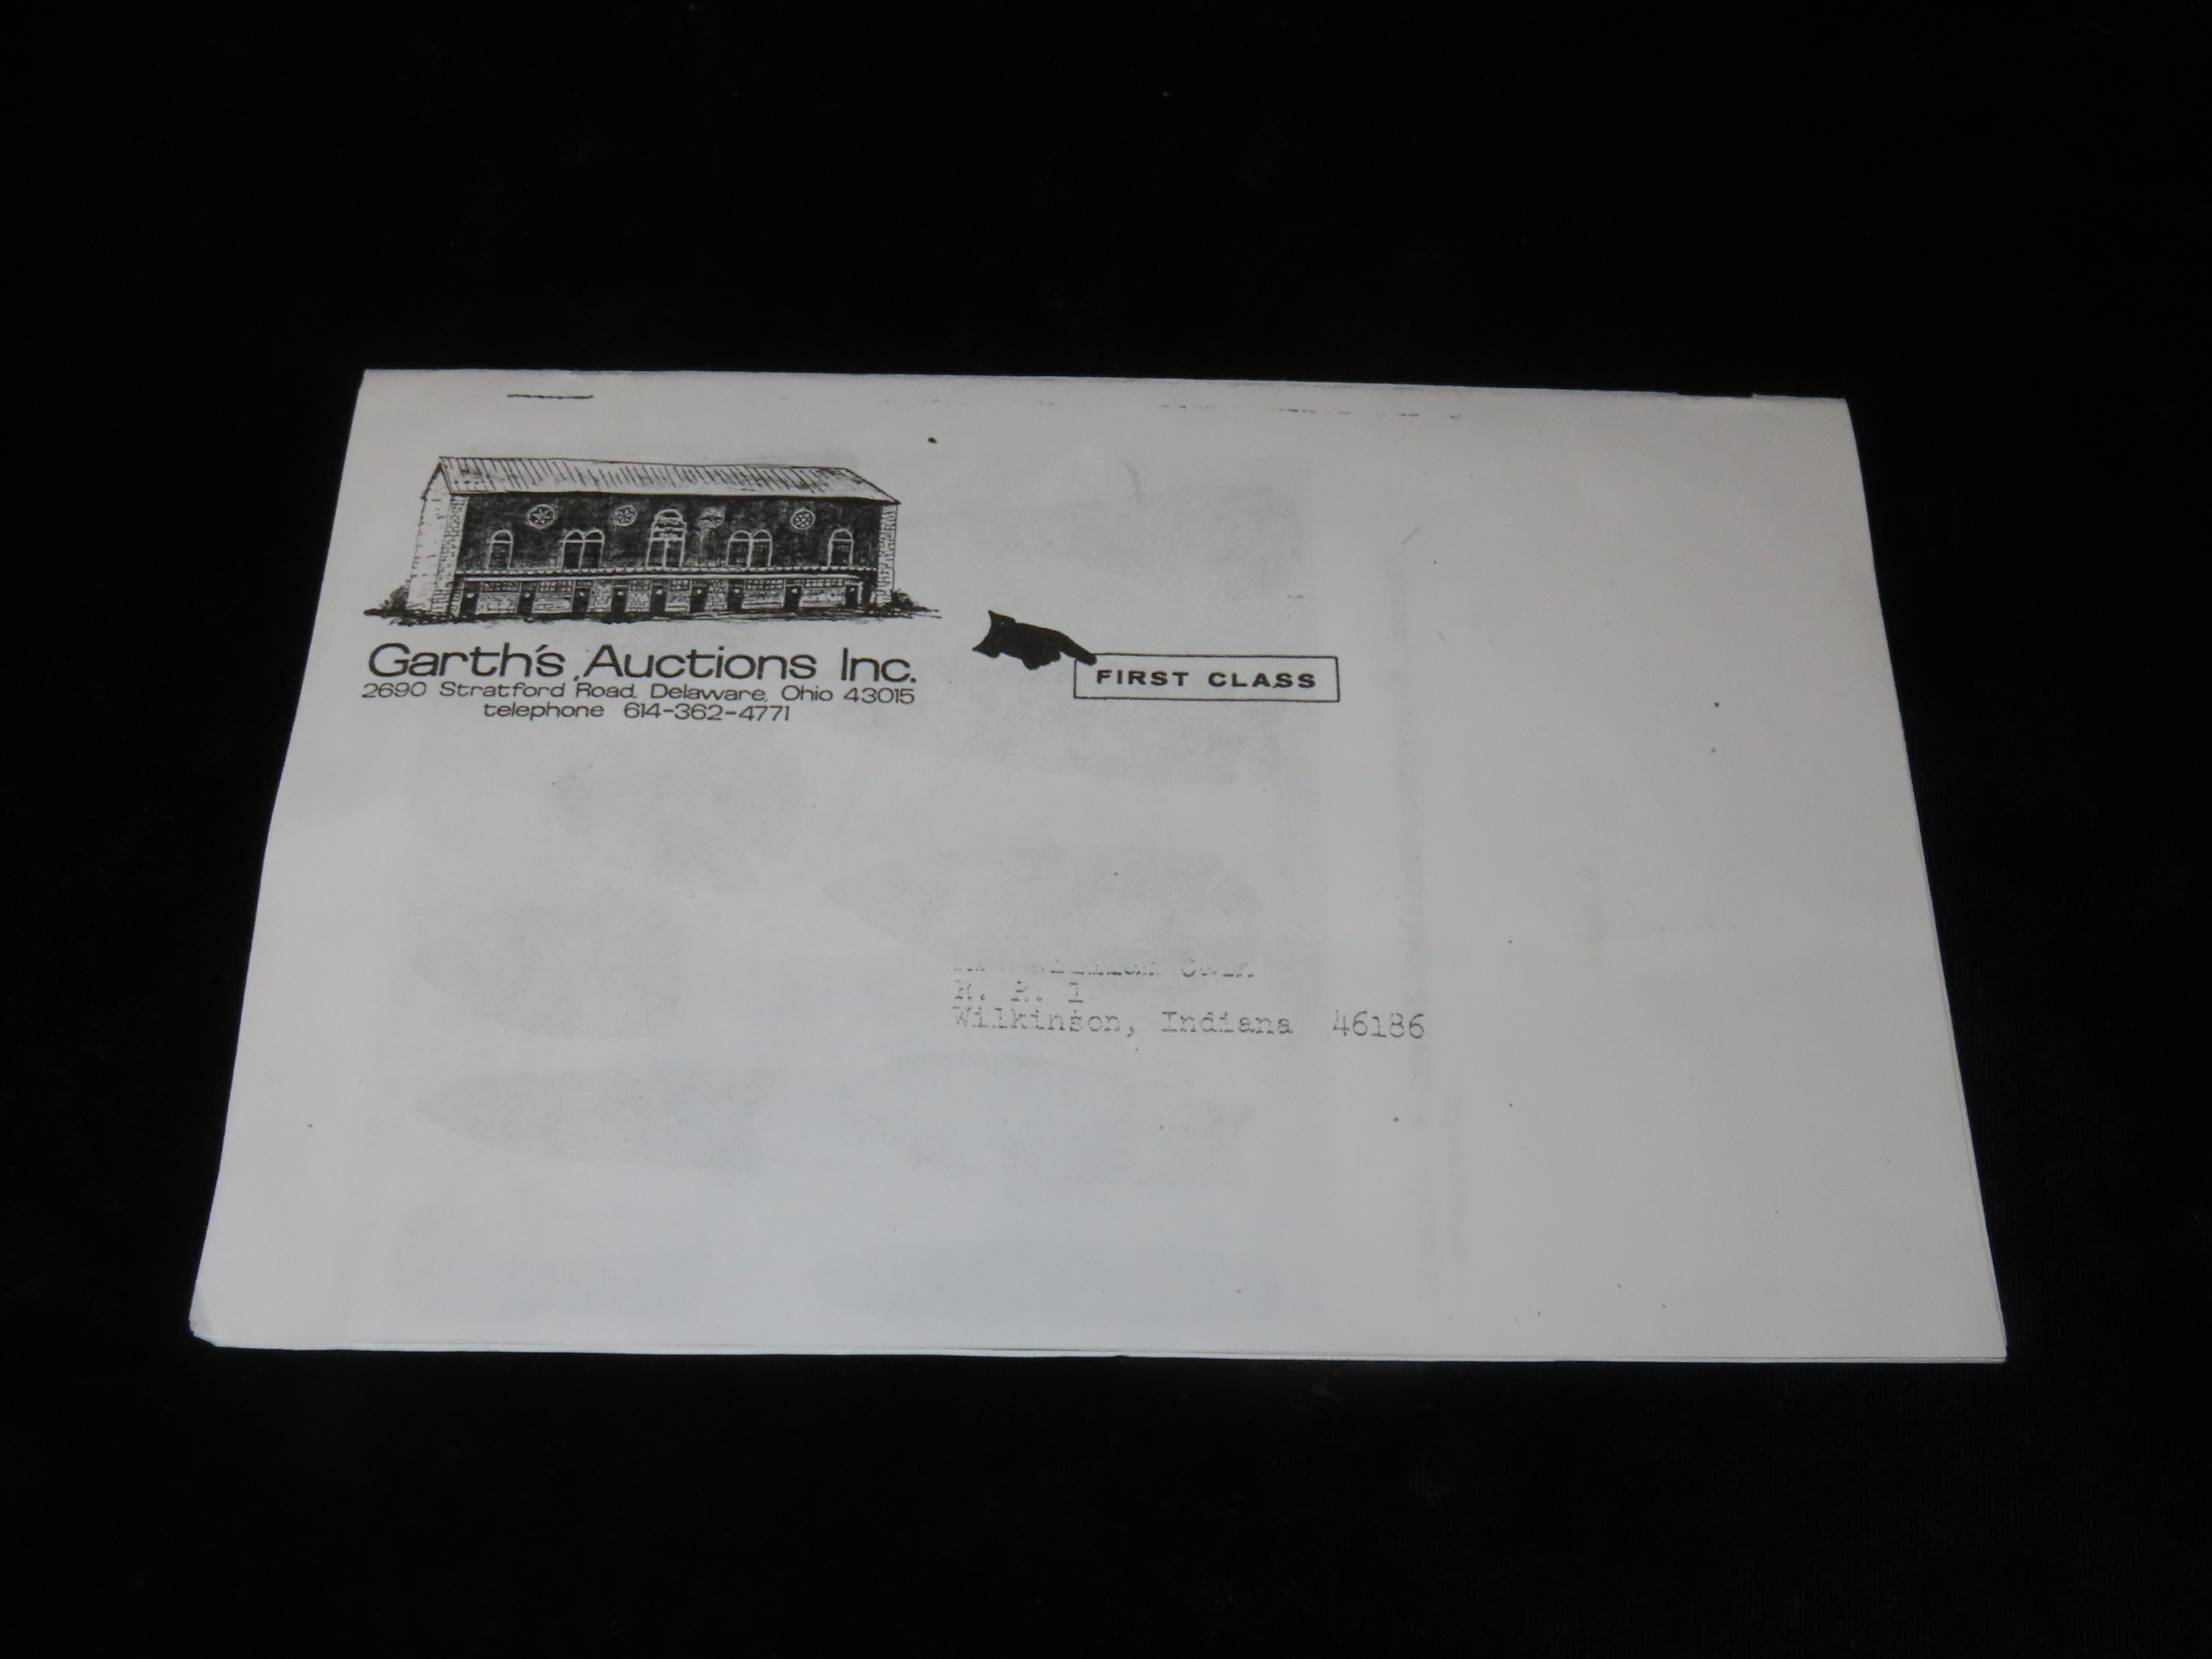 Garth's Auctions Inc.
2690 Stratford Road, Delaware, Ohio 43015
telephone 614-362-4771
FIRST CLASS
R. R. 1
Wilkinson, Indiana 46186